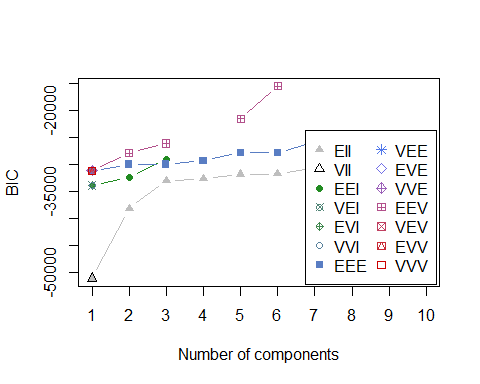 BIC
-20000
-35000
-50000
EII
VII
EEI
VEI
EVI
VVI
EEE
VEE
EVE
VVE
EEV
VEV
EVV
VVV
1 2 3 4 5 6 7 8 9 10
Number of components